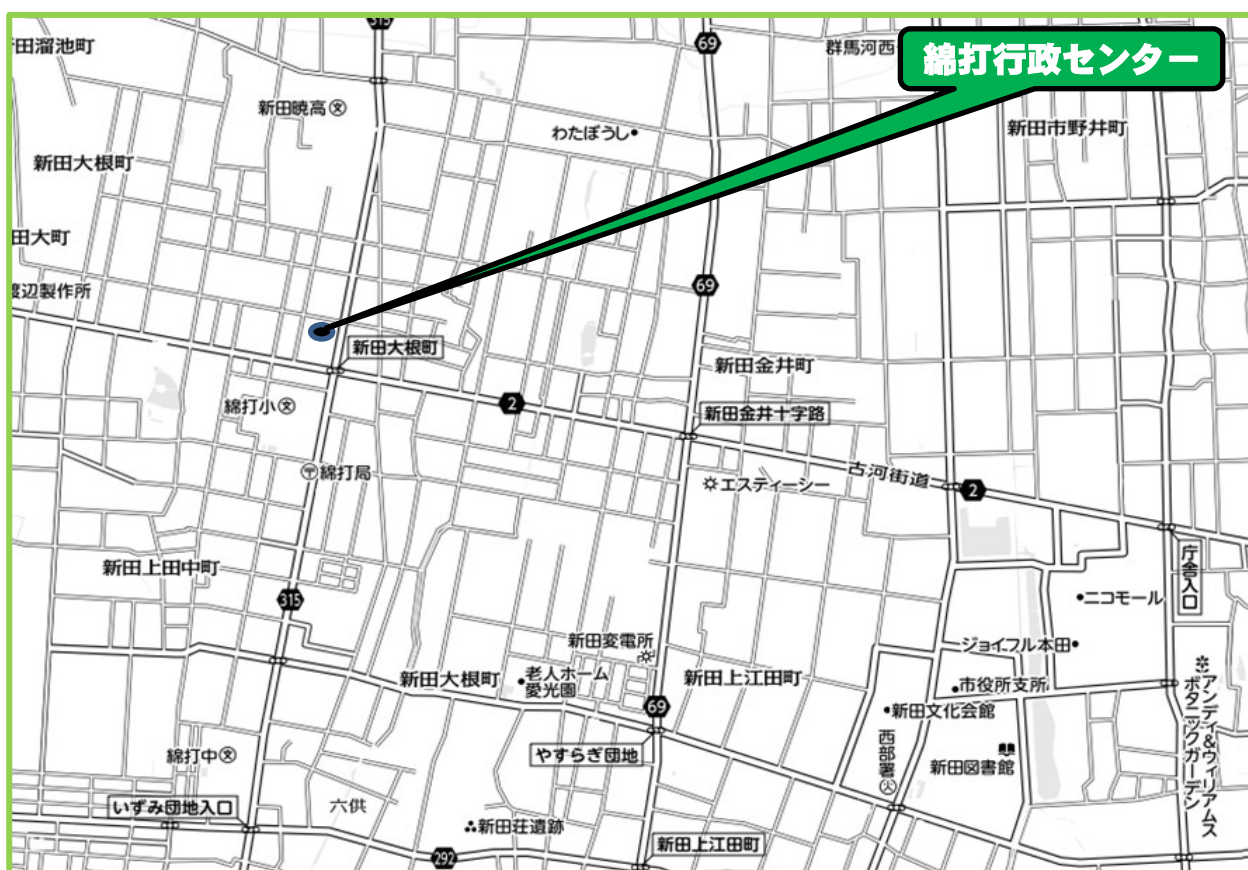 315
69
田溜池町
群馬河西
綿打行政センター
新田暁高
わたぼうし
新田市野井町
新田大根町
田大町
69
渡辺製作所
新田大根町
新田金井町
綿打小
2
新田金井十字路
〒綿打局
エスティーシー
古河街道
2
庁舎入口
新田上田中町
315
ニコモール
新田変電所
ジョイフル本田
新田大根町
老人ホーム
愛光園
新田上江田町
市役所支所
アンディ&ウィリアムス
ボタニックガーデン
69
新田文化会館
綿打中
やすらぎ団地
西部署
新田図書館
いずみ団地入口
六供
新田荘遺跡
新田上江田町
292